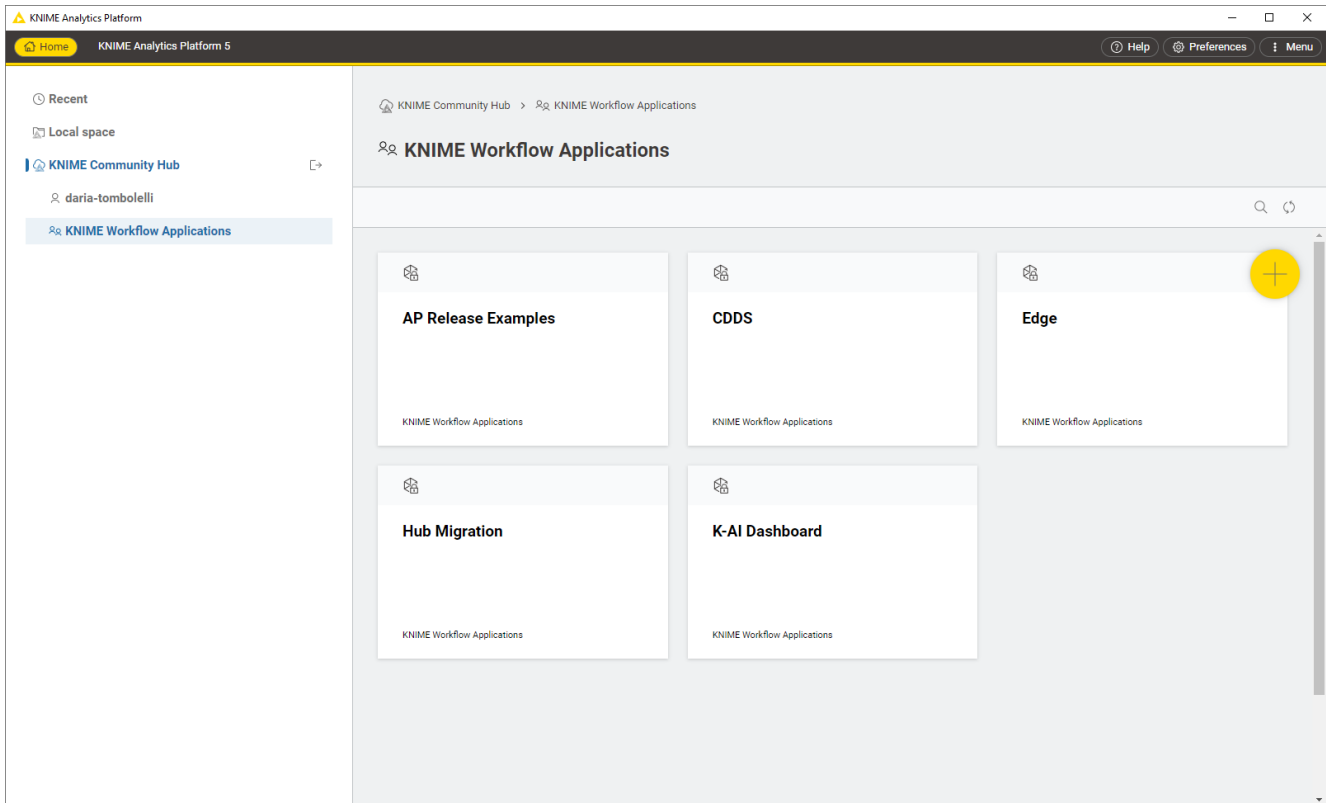 KNIME Analytics Platform
Home
KNIME Analytics Platform 5
Help
Preferences
Menu
Recent
Local space
KNIME Community Hub
daria-tombolelli
KNIME Workflow Applications
KNIME Community Hub > KNIME Workflow Applications
KNIME Workflow Applications
AP Release Examples
KNIME Workflow Applications
CDDS
KNIME Workflow Applications
Edge
KNIME Workflow Applications
Hub Migration
KNIME Workflow Applications
K-AI Dashboard
KNIME Workflow Applications